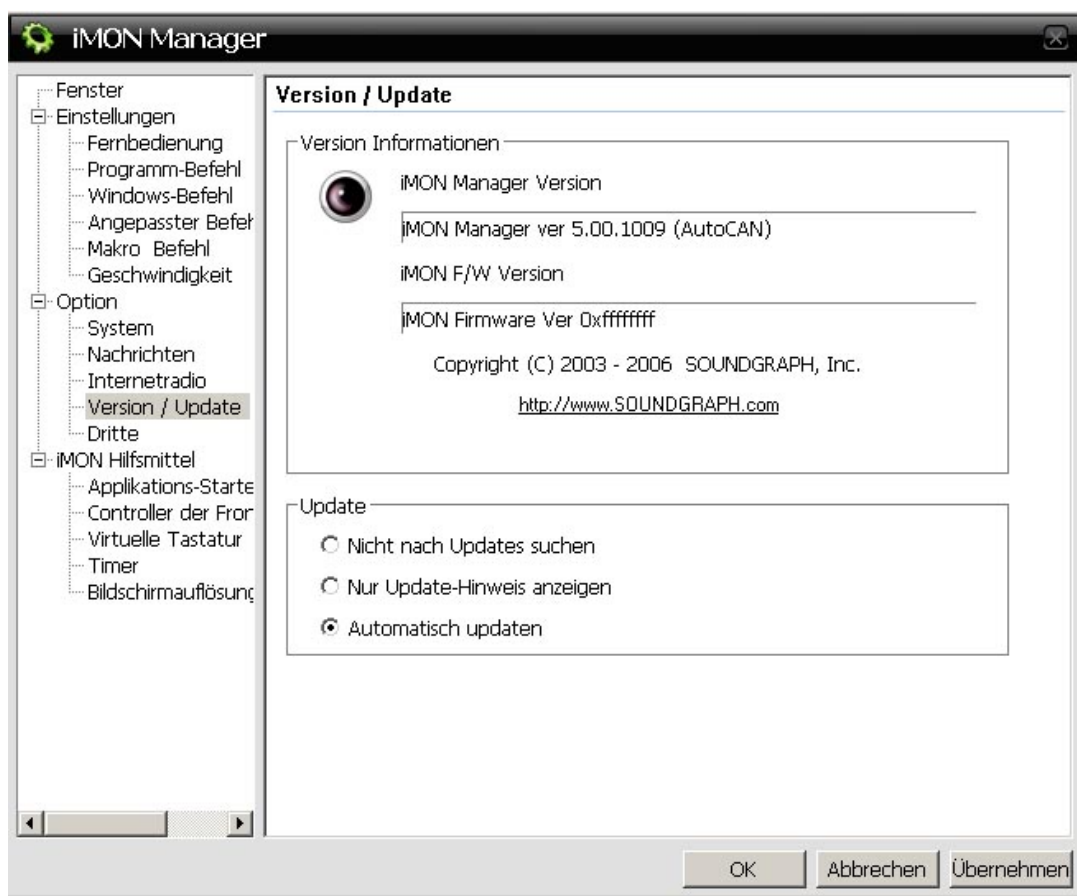 iMON Manager
Fenster
Einstellungen
Fernbedienung
Programm-Befehl
Windows-Befehl
Angepasster Befeh
Makro Befehl
Geschwindigkeit
Option
System
Nachrichten
Internetradio
Version / Update
Dritte
iMON Hilfsmittel
Applikations-Starte
Controller der Fron
Virtuelle Tastatur
Timer
Bildschirmauflösung
Version / Update
Version Informationen
iMON Manager Version
iMON Manager ver 5.00.1009 (AutoCAN)
iMON F/W Version
iMON Firmware Ver 0xffffffff
Copyright (C) 2003 - 2006 SOUNDGRAPH, Inc.
http://www.SOUNDGRAPH.com
Update
Nicht nach Updates suchen
Nur Update-Hinweis anzeigen
Automatisch updaten
OK
Abbrechen
Übernehmen